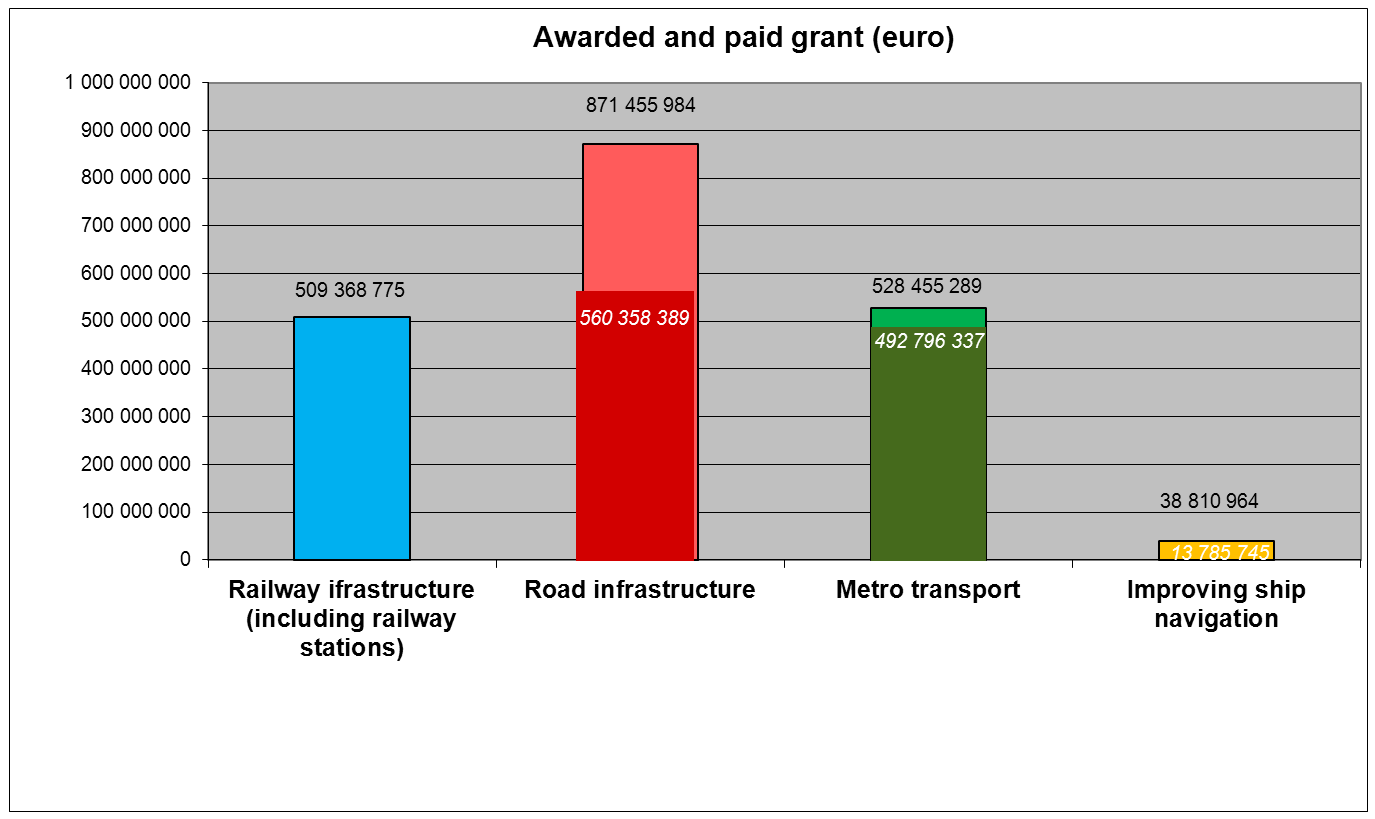 Awarded and paid grant (euro)
1 000 000 000
900 000 000
800 000 000
700 000 000
600 000 000
500 000 000
400 000 000
300 000 000
200 000 000
100 000 000
0
509 368 775
871 455 984
560 358 389
528 455 289
492 796 337
38 810 964
13 785 745
Railway ifrastructure
(including railway
stations)
Road infrastructure
Metro transport
Improving ship
navigation